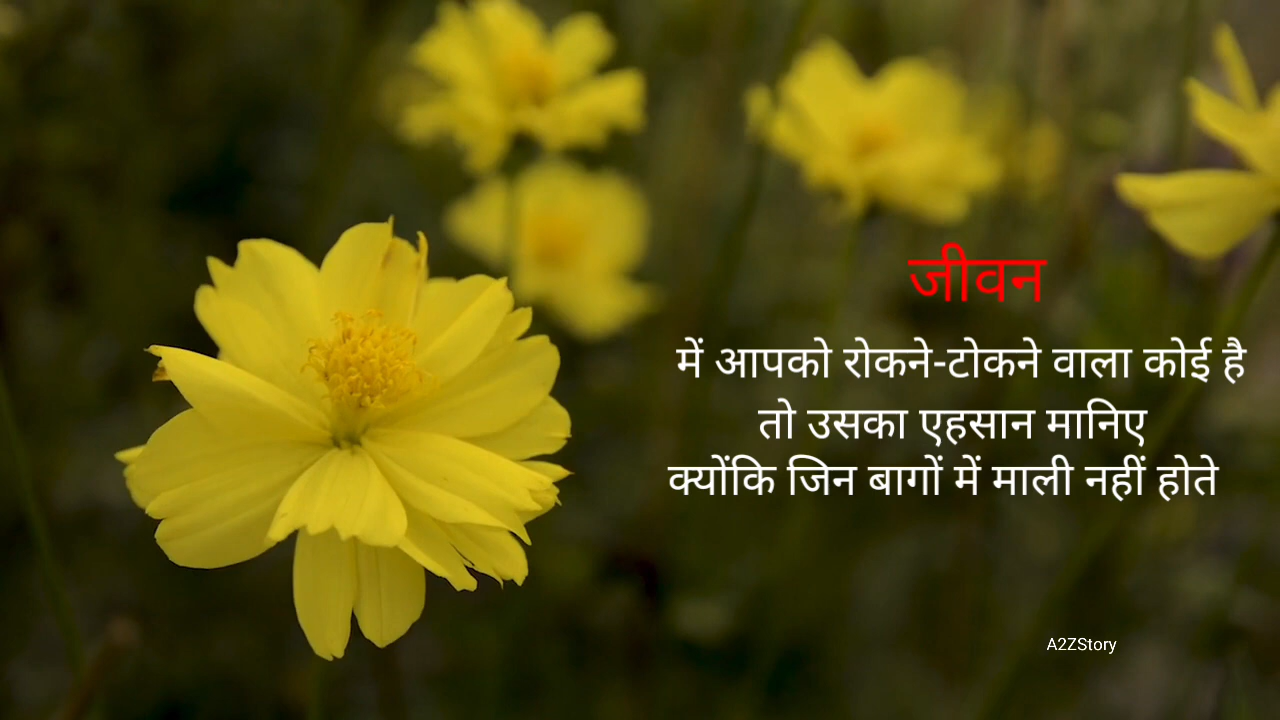 जीवन
में आपको रोकने-टोकने वाला कोई है
तो उसका एहसान मानिए
क्योंकि जिन बागों में माली नहीं होते
A2ZStory